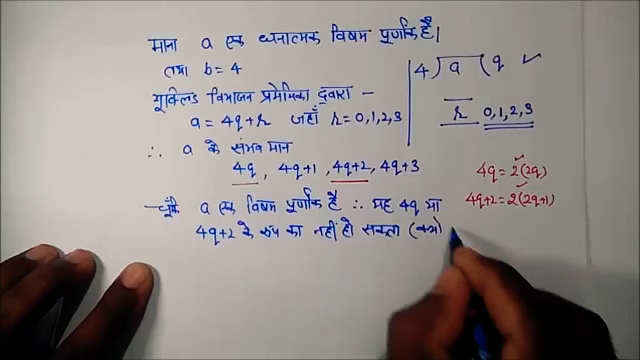 माना a एक धनात्मक विषम पूर्णांक है।
तथा b = 4
यूक्लिड विभाजन प्रमेयिका द्वारा –
a = 4q + r जहाँ r = 0,1,2,3
∴ a के संभव मान
4q, 4q+1, 4q+2, 4q+3
चूँकि a एक विषम पूर्णांक है ∴ यह 4q या
4q+2 के रूप का नहीं हो सकता (क्यो
4) a (q ✓
r 0,1,2,3
4q = 2(2q)
4q+2 = 2(2q+1)